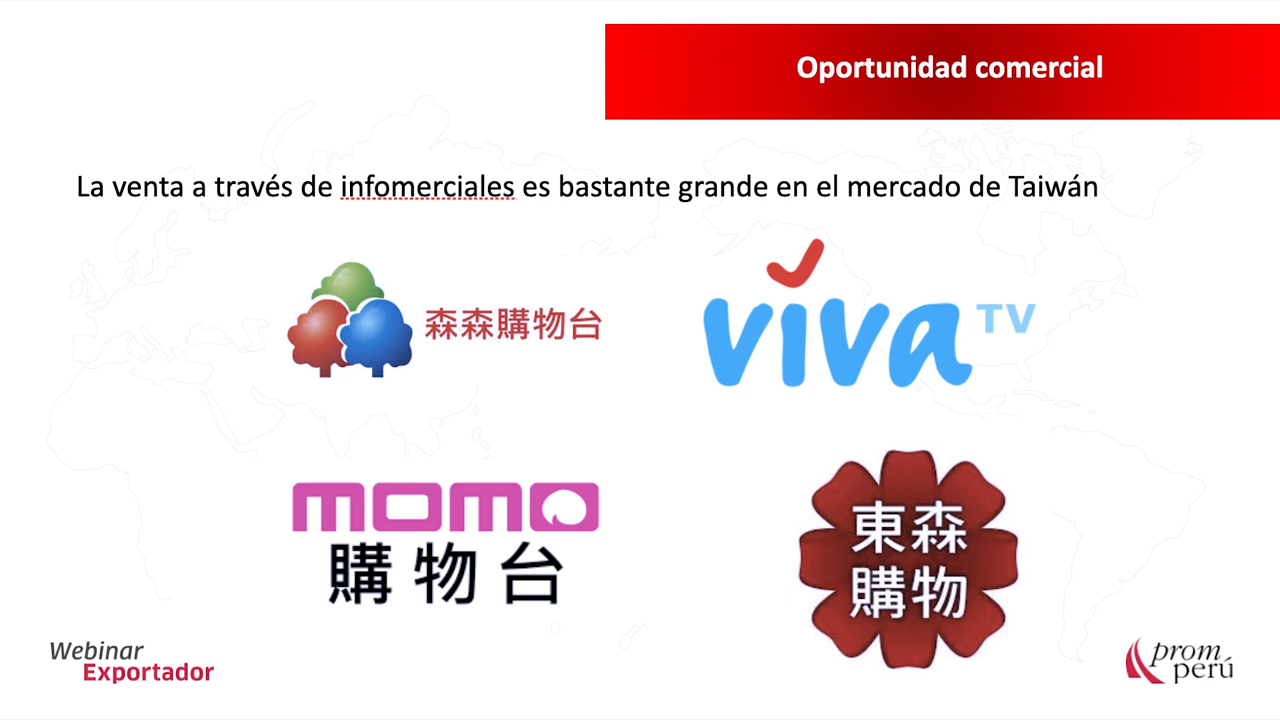 Oportunidad comercial
La venta a través de infomerciales es bastante grande en el mercado de Taiwán
森森購物台
viva TV
momo
購物台
東森
購物
Webinar
Exportador
prom
perú